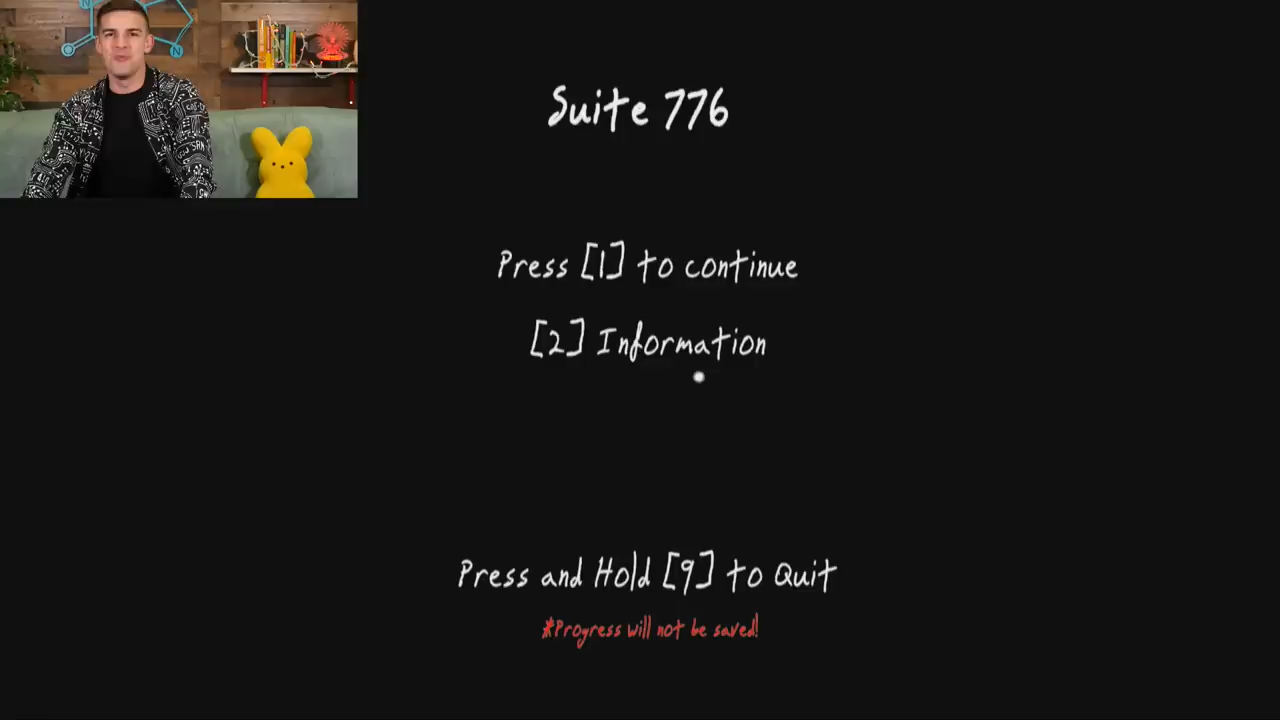 Suite 776
Press [1] to continue
[2] Information
Press and Hold [9] to Quit
*Progress will not be saved!